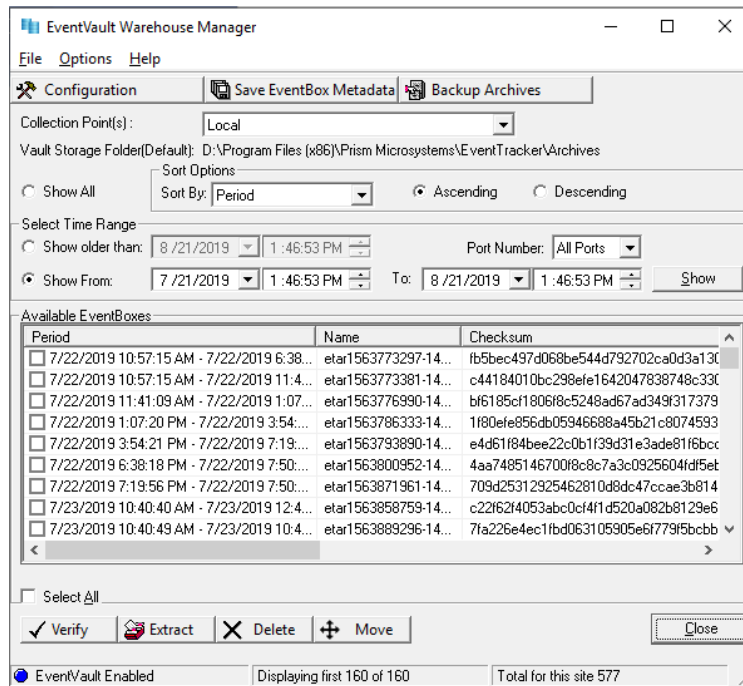 EventVault Warehouse Manager
File Options Help
Configuration Save EventBox Metadata Backup Archives
Collection Point(s) : Local
Vault Storage Folder(Default): D:\Program Files (x86)\Prism Microsystems\EventTracker\Archives
Sort Options
Show All Sort By: Period Ascending Descending
Select Time Range
Show older than: 8 /21/2019 1 :46:53 PM Port Number: All Ports
Show From: 7 /21/2019 1 :46:53 PM To: 8 /21/2019 1 :46:53 PM Show
Available EventBoxes
Period Name Checksum
7/22/2019 10:57:15 AM - 7/22/2019 6:38... etar1563773297-14... fb5bec497d068be544d792702ca0d3a130
7/22/2019 10:57:15 AM - 7/22/2019 11:4... etar1563773381-14... c44184010bc298efe1642047838748c330
7/22/2019 11:41:09 AM - 7/22/2019 1:07... etar1563776990-14... bf6185cf1806f8c5248ad67ad349f317379
7/22/2019 1:07:20 PM - 7/22/2019 3:54:... etar1563786333-14... 1f80efe856db05946688a45b21c8074593
7/22/2019 3:54:21 PM - 7/22/2019 7:19:... etar1563793890-14... e4d61f84bee22c0b1f39d31e3ade81f6bcc
7/22/2019 6:38:18 PM - 7/22/2019 7:50:... etar1563800952-14... 4aa7485146700f8c8c7a3c0925604fdf5eb
7/22/2019 7:19:56 PM - 7/22/2019 7:50:... etar1563871961-14... 709d25312925462810d8dc47ccae3b814
7/23/2019 10:40:40 AM - 7/23/2019 12:4... etar1563858759-14... c22f62f4053abc0cf4f1d520a082b8129e6
7/23/2019 10:40:49 AM - 7/23/2019 10:4... etar1563889296-14... 7fa226e4ec1fbd063105905e6f779f5bcbb
Select All
Verify Extract Delete Move Close
EventVault Enabled Displaying first 160 of 160 Total for this site 577